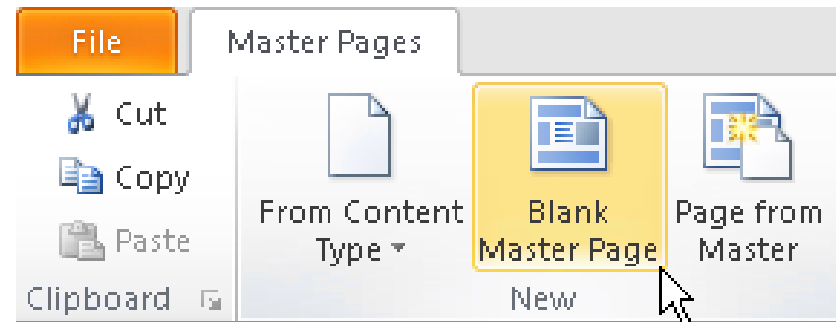 File
Master Pages
Cut
Copy
Paste
Clipboard
From Content
Type
Blank
Master Page
Page from
Master
New